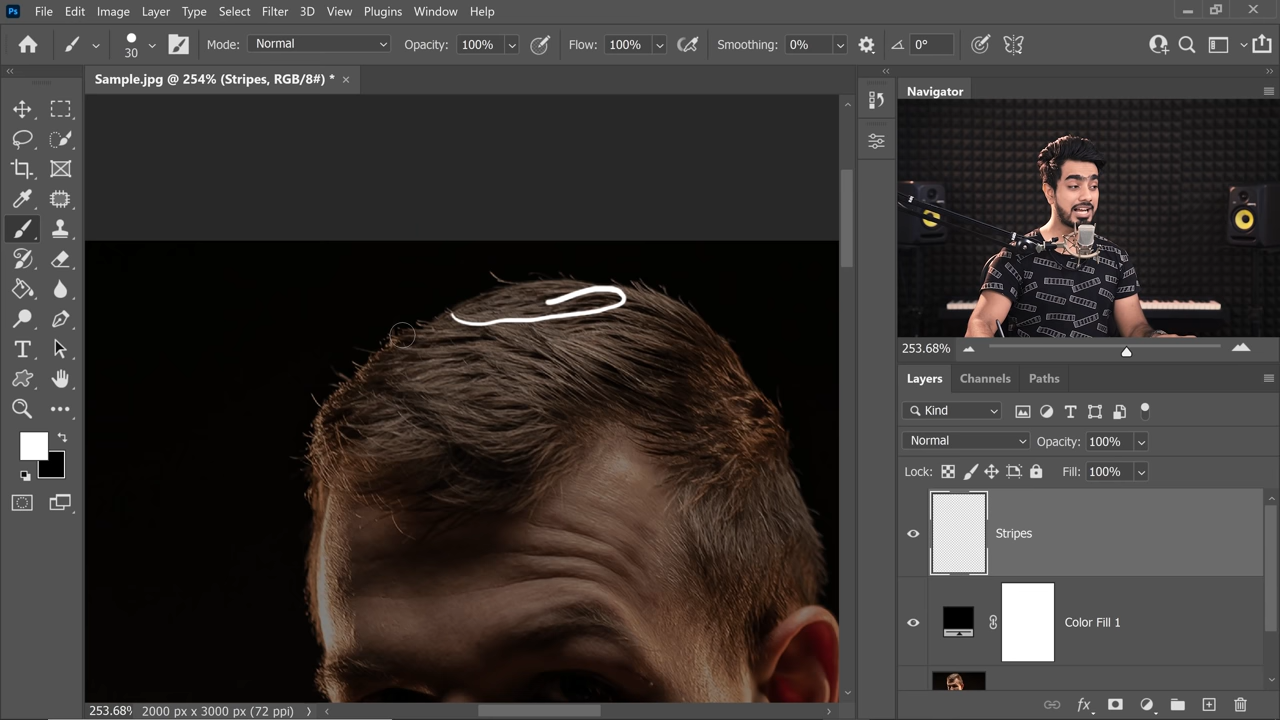 Ps File Edit Image Layer Type Select Filter 3D View Plugins Window Help
30 Mode: Normal Opacity: 100% Flow: 100% Smoothing: 0% 0°
Sample.jpg @ 254% (Stripes, RGB/8#) *
Navigator
253.68%
Layers Channels Paths
Kind
Normal Opacity: 100%
Lock: Fill: 100%
Stripes
Color Fill 1
253.68% 2000 px x 3000 px (72 ppi)